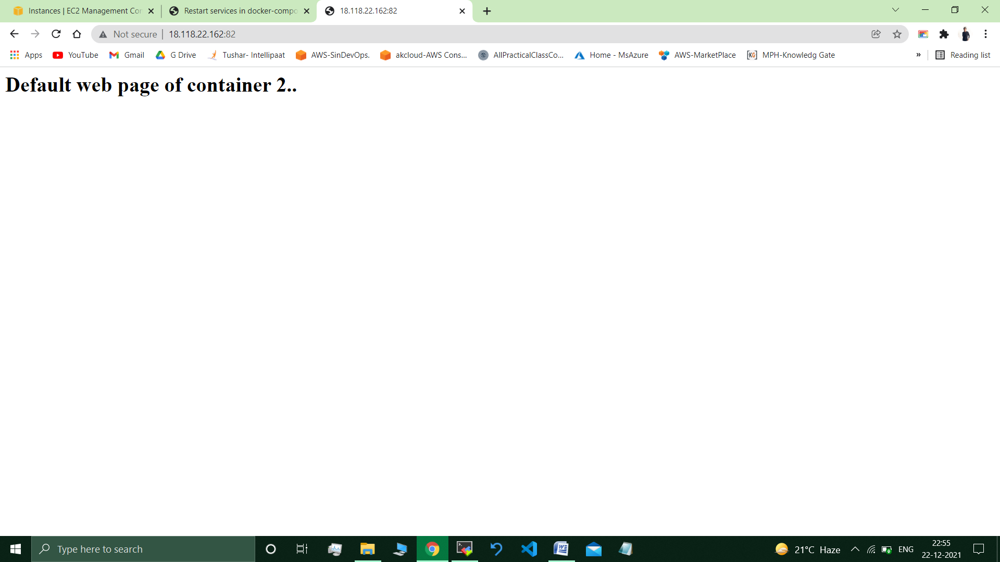 Instances | EC2 Management Con
Restart services in docker-compo
18.118.22.162:82
Not secure
18.118.22.162:82
Apps
YouTube
Gmail
G Drive
Tushar- Intellipaat
AWS-SinDevOps.
akcloud-AWS Cons...
AllPracticalClassCo...
Home - MsAzure
AWS-MarketPlace
KG
MPH-Knowledg Gate
»
Reading list
Default web page of container 2..
Type here to search
21°C Haze
ENG
22:55
22-12-2021